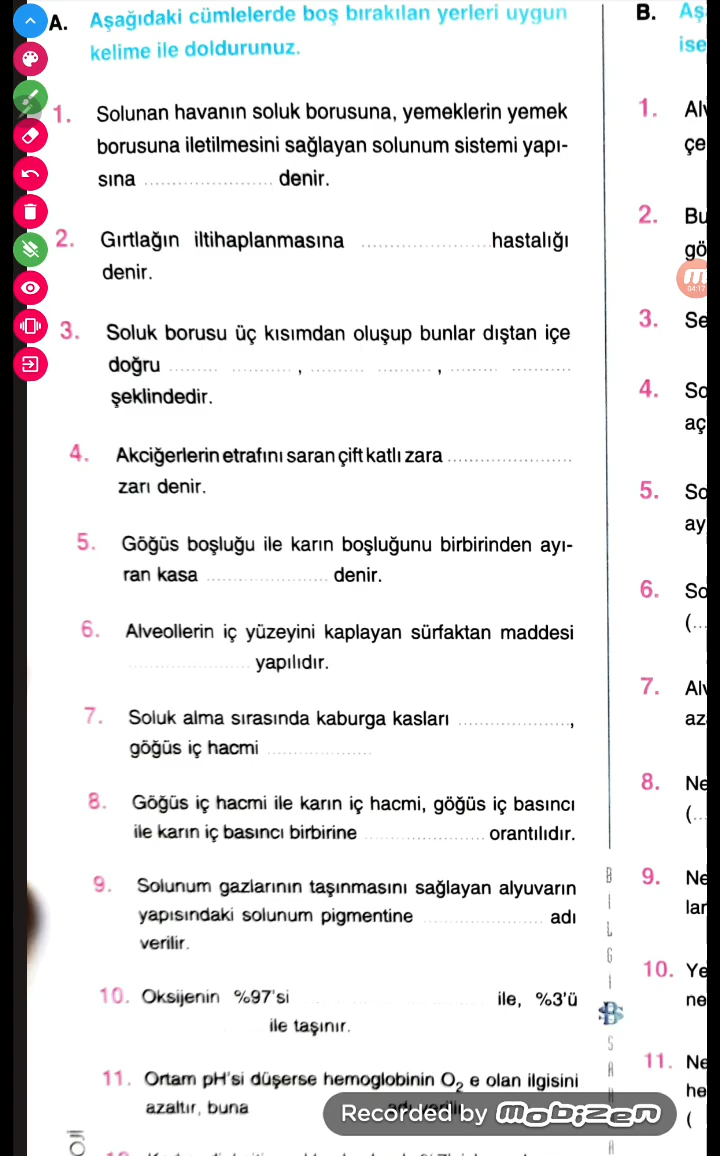 A. Aşağıdaki cümlelerde boş bırakılan yerleri uygun
kelime ile doldurunuz.
1. Solunan havanın soluk borusuna, yemeklerin yemek
borusuna iletilmesini sağlayan solunum sistemi yapı-
sına ........................ denir.
2. Gırtlağın iltihaplanmasına ........................ hastalığı
denir.
3. Soluk borusu üç kısımdan oluşup bunlar dıştan içe
doğru ........... ............ , ........... ............ , ........... ............
şeklindedir.
4. Akciğerlerin etrafını saran çift katlı zara ........................
zarı denir.
5. Göğüs boşluğu ile karın boşluğunu birbirinden ayı-
ran kasa ........................ denir.
6. Alveollerin iç yüzeyini kaplayan sürfaktan maddesi
........................ yapılıdır.
7. Soluk alma sırasında kaburga kasları ........................,
göğüs iç hacmi ........................
8. Göğüs iç hacmi ile karın iç hacmi, göğüs iç basıncı
ile karın iç basıncı birbirine ........................ orantılıdır.
9. Solunum gazlarının taşınmasını sağlayan alyuvarın
yapısındaki solunum pigmentine ........................ adı
verilir.
10. Oksijenin %97'si ile, %3'ü
ile taşınır.
11. Ortam pH'si düşerse hemoglobinin O₂ e olan ilgisini
azaltır, buna
B. Aş
ise
1. Alv
çe
2. Bu
gö
3. Se
4. So
aç
5. So
ay
6. So
(...
7. Alv
az
8. Ne
(...
9. Ne
lar
10. Ye
ne
11. Ne
he
(
04:17
Recorded by Mobizen